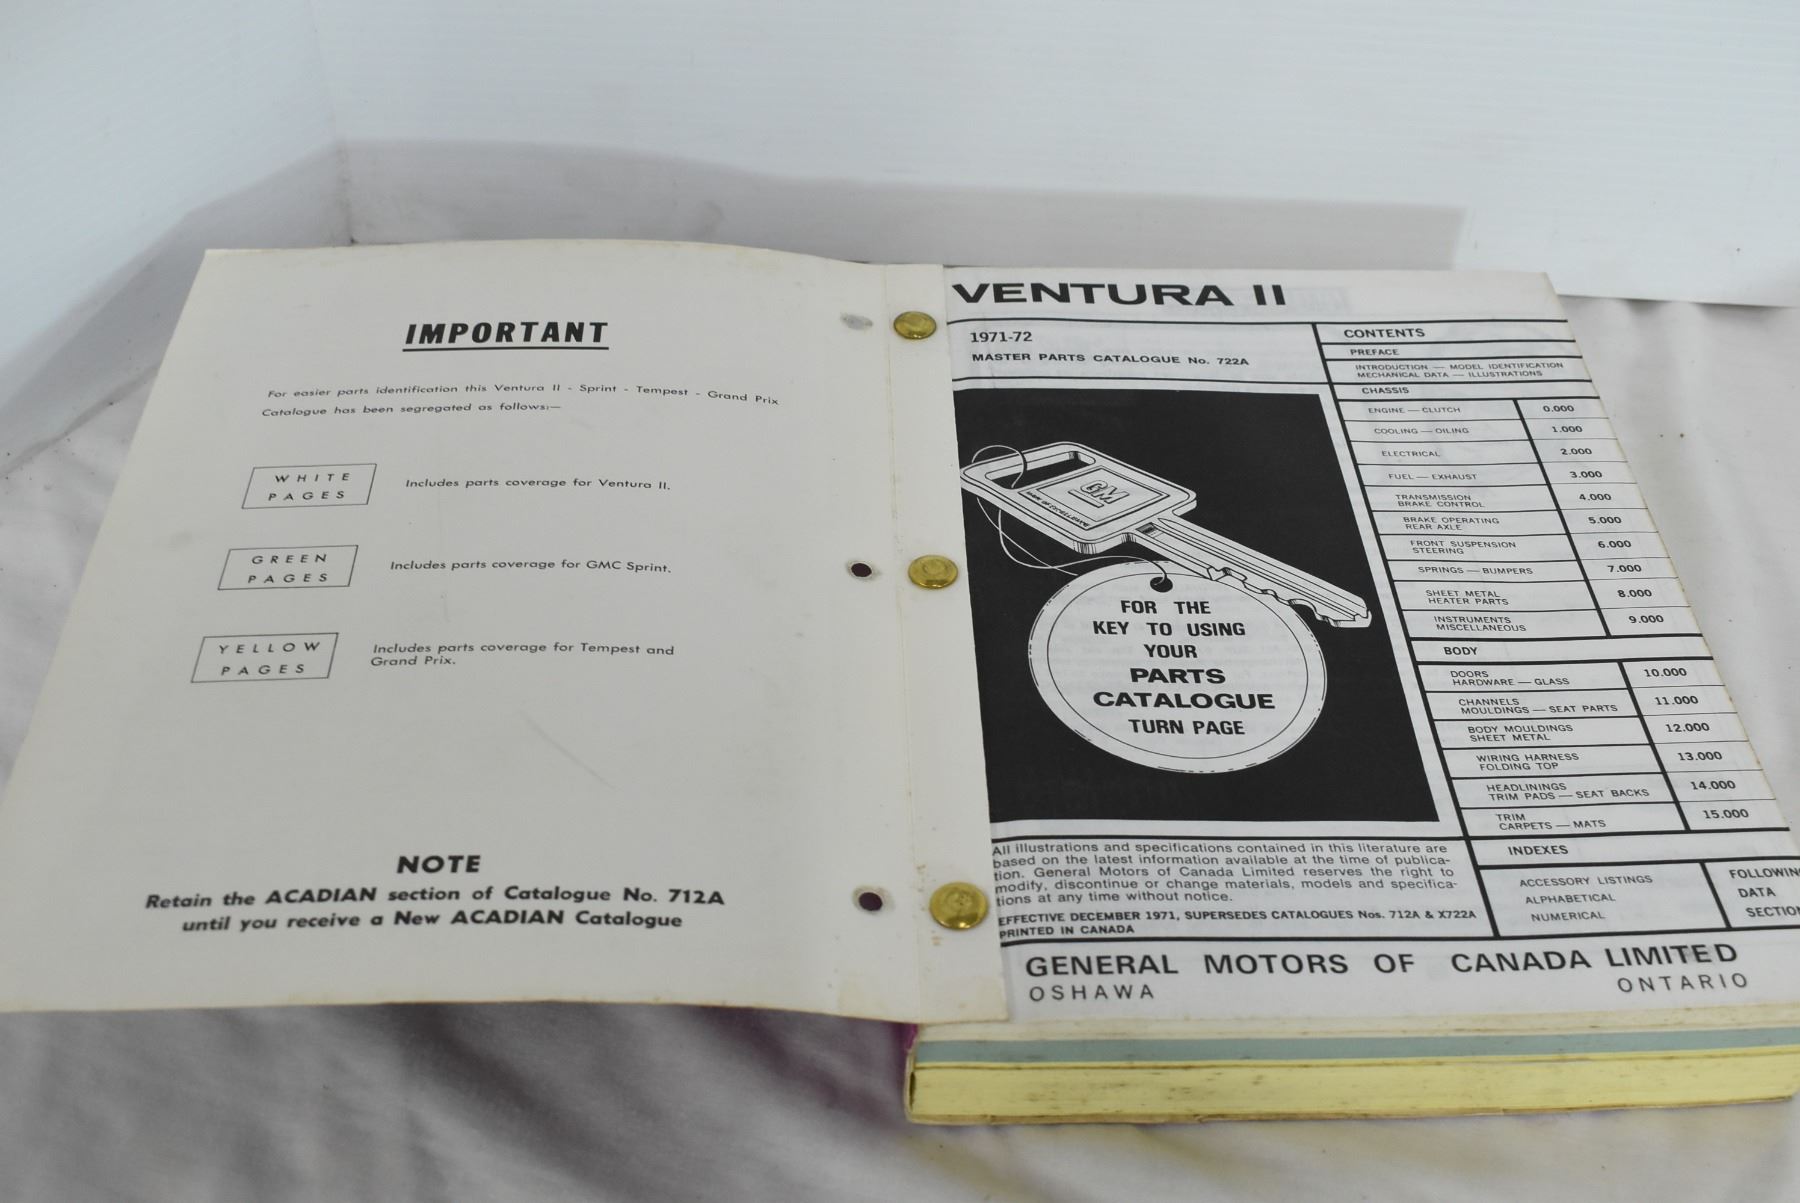 IMPORTANT
For easier parts identification this Ventura II - Sprint - Tempest - Grand Prix
Catalogue has been segregated as follows:—
WHITE
PAGES
Includes parts coverage for Ventura II.
GREEN
PAGES
Includes parts coverage for GMC Sprint.
YELLOW
PAGES
Includes parts coverage for Tempest and
Grand Prix.
NOTE
Retain the ACADIAN section of Catalogue No. 712A
until you receive a New ACADIAN Catalogue
VENTURA II
1971-72
MASTER PARTS CATALOGUE No. 722A
GM
MARK OF EXCELLENCE
FOR THE
KEY TO USING
YOUR
PARTS
CATALOGUE
TURN PAGE
All illustrations and specifications contained in this literature are
based on the latest information available at the time of publica-
tion. General Motors of Canada Limited reserves the right to
modify, discontinue or change materials, models and specifica-
tions at any time without notice.
EFFECTIVE DECEMBER 1971, SUPERSEDES CATALOGUES Nos. 712A & X722A
PRINTED IN CANADA
CONTENTS
PREFACE
INTRODUCTION — MODEL IDENTIFICATION
MECHANICAL DATA — ILLUSTRATIONS
CHASSIS
ENGINE — CLUTCH 0.000
COOLING — OILING 1.000
ELECTRICAL 2.000
FUEL — EXHAUST 3.000
TRANSMISSION
BRAKE CONTROL 4.000
BRAKE OPERATING
REAR AXLE 5.000
FRONT SUSPENSION
STEERING 6.000
SPRINGS — BUMPERS 7.000
SHEET METAL
HEATER PARTS 8.000
INSTRUMENTS
MISCELLANEOUS 9.000
BODY
DOORS
HARDWARE — GLASS 10.000
CHANNELS
MOULDINGS — SEAT PARTS 11.000
BODY MOULDINGS
SHEET METAL 12.000
WIRING HARNESS
FOLDING TOP 13.000
HEADLININGS
TRIM PADS — SEAT BACKS 14.000
TRIM
CARPETS — MATS 15.000
INDEXES
ACCESSORY LISTINGS
ALPHABETICAL
NUMERICAL
FOLLOWIN
DATA
SECTIO
GENERAL MOTORS OF CANADA LIMITED
OSHAWA ONTARIO